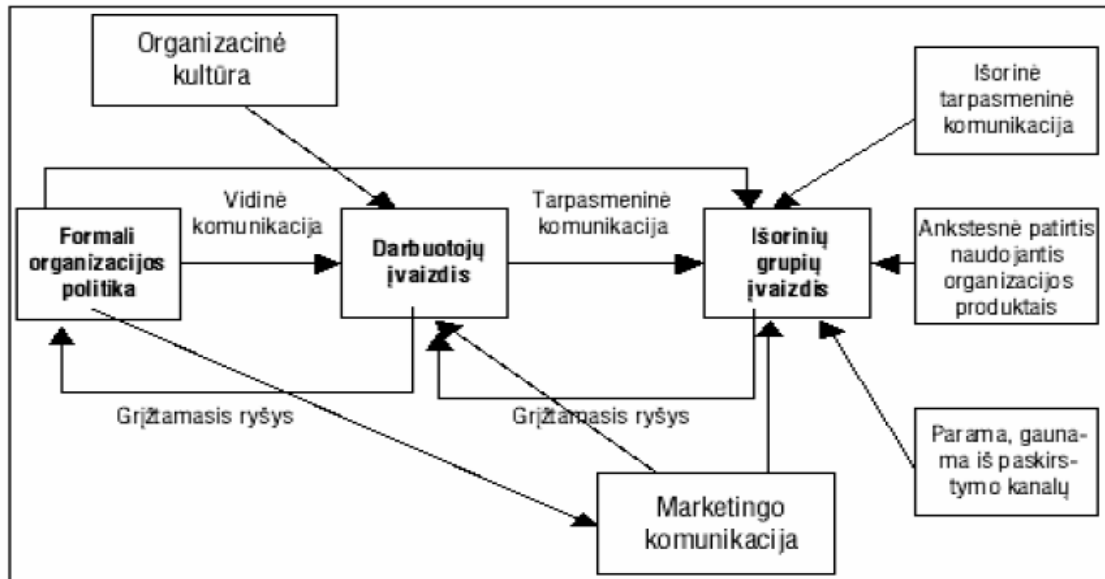 Organizacinė
kultūra
Išorinė
tarpasmeninė
komunikacija
Vidinė
komunikacija
Tarpasmeninė
komunikacija
Formali
organizacijos
politika
Darbuotojų
įvaizdis
Išorinių
grupių
įvaizdis
Ankstesnė patirtis
naudojantis
organizacijos
produktais
Grįžtamasis ryšys
Grįžtamasis ryšys
Parama, gauna-
ma iš paskirs-
tymo kanalų
Marketingo
komunikacija